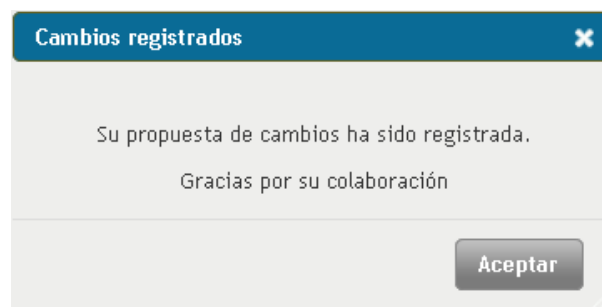 Cambios registrados
Su propuesta de cambios ha sido registrada.
Gracias por su colaboración
Aceptar